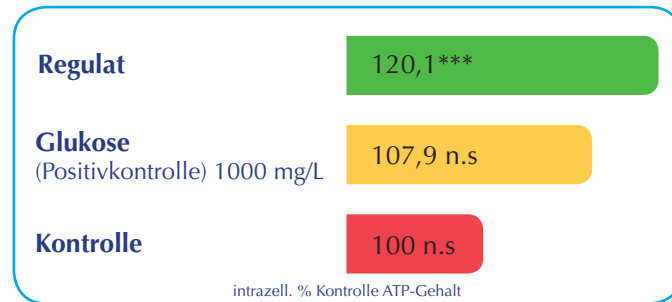 Regulat
120,1***
Glukose
(Positivkontrolle) 1000 mg/L
107,9 n.s
Kontrolle
100 n.s
intrazell. % Kontrolle ATP-Gehalt